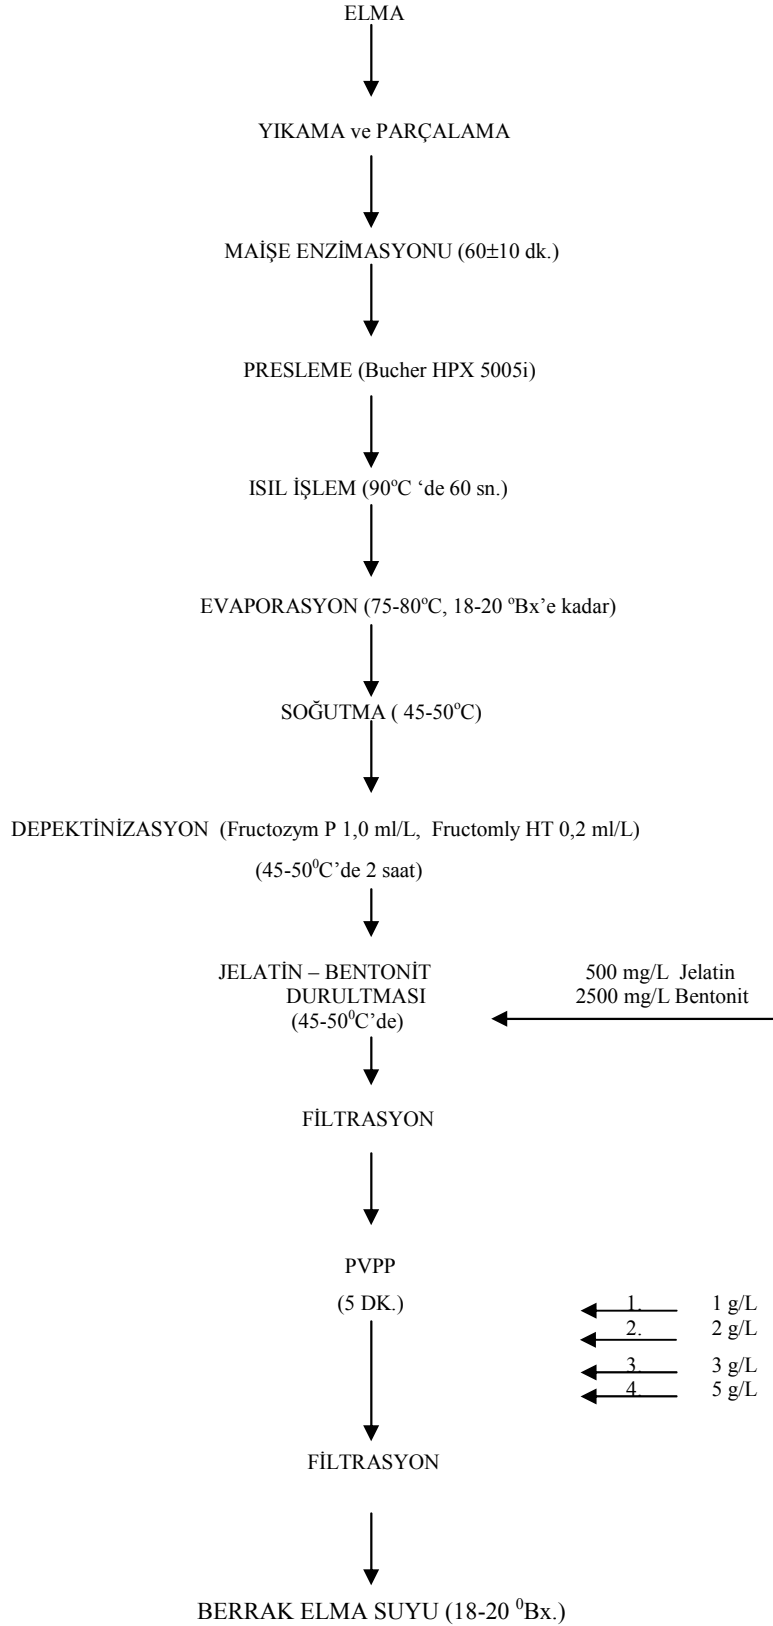 ELMA
YIKAMA ve PARÇALAMA
MAİŞE ENZİMASYONU (60±10 dk.)
PRESLEME (Bucher HPX 5005i)
ISIL İŞLEM (90°C ‘de 60 sn.)
EVAPORASYON (75-80°C, 18-20 °Bx’e kadar)
SOĞUTMA ( 45-50°C)
DEPEKTİNİZASYON (Fructozym P 1,0 ml/L, Fructomly HT 0,2 ml/L)
(45-50⁰C’de 2 saat)
JELATİN – BENTONİT 500 mg/L Jelatin
DURULTMASI 2500 mg/L Bentonit
(45-50⁰C’de)
FİLTRASYON
PVPP
(5 DK.) 1. 1 g/L
2. 2 g/L
3. 3 g/L
4. 5 g/L
FİLTRASYON
BERRAK ELMA SUYU (18-20 ⁰Bx.)